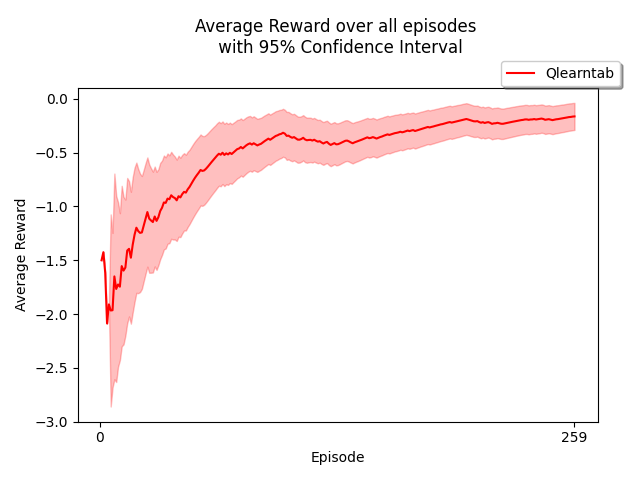 Average Reward over all episodes
with 95% Confidence Interval
Qlearntab
0.0
−0.5
−1.0
−1.5
−2.0
−2.5
−3.0
Average Reward
0
259
Episode